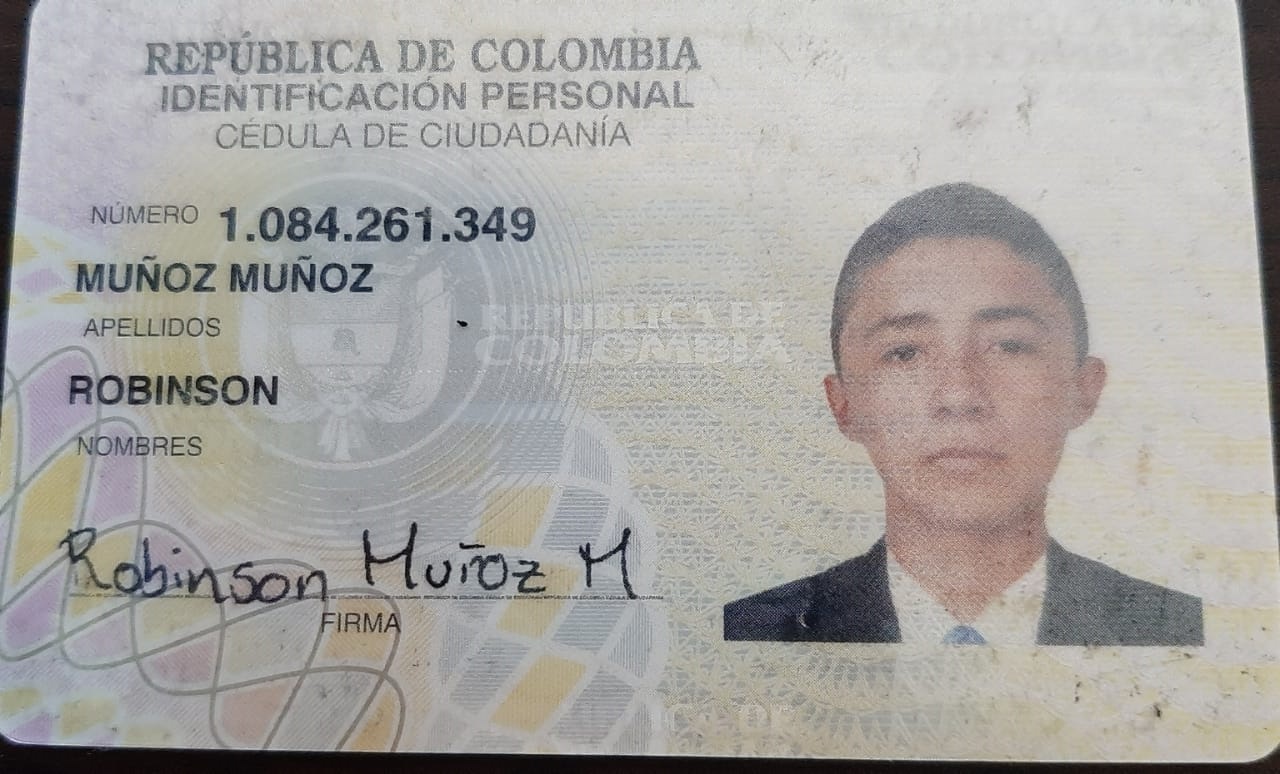 REPÚBLICA DE COLOMBIA
IDENTIFICACIÓN PERSONAL
CÉDULA DE CIUDADANÍA
NÚMERO 1.084.261.349
MUÑOZ MUÑOZ
APELLIDOS
REPUBLICA DE
COLOMBIA
ROBINSON
NOMBRES
Robinson Muñoz M
FIRMA